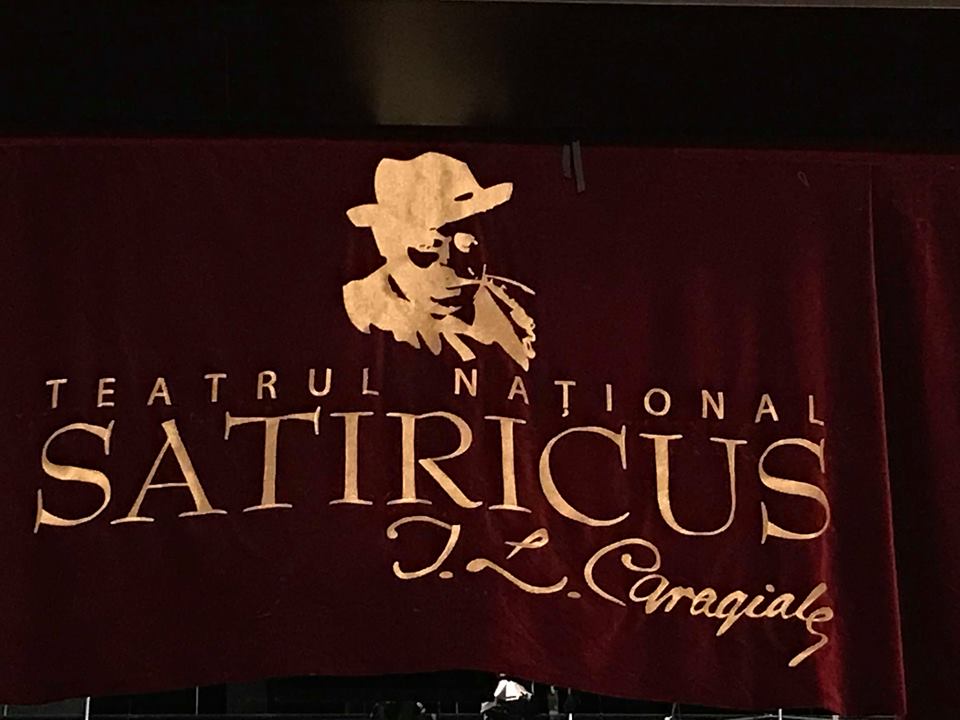 TEATRUL NAȚIONAL
SATIRICUS
I. L. Caragiale